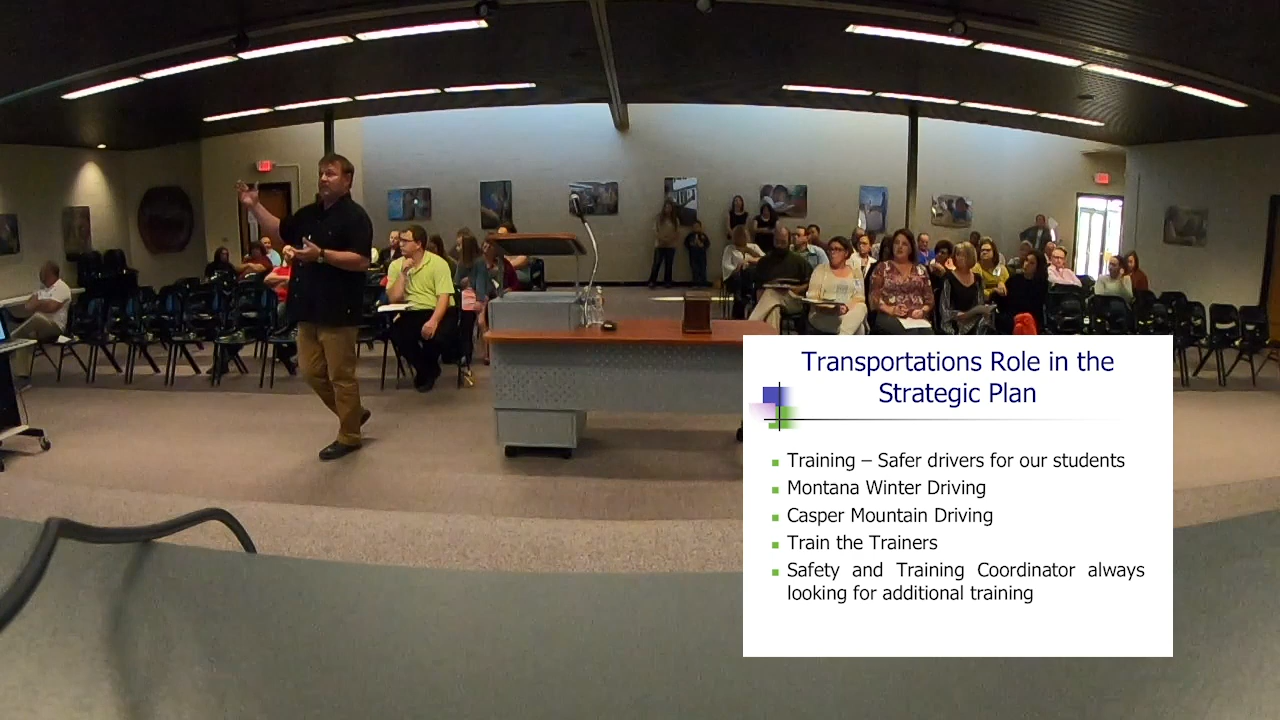 Transportations Role in the
Strategic Plan
Training – Safer drivers for our students
Montana Winter Driving
Casper Mountain Driving
Train the Trainers
Safety and Training Coordinator always
looking for additional training